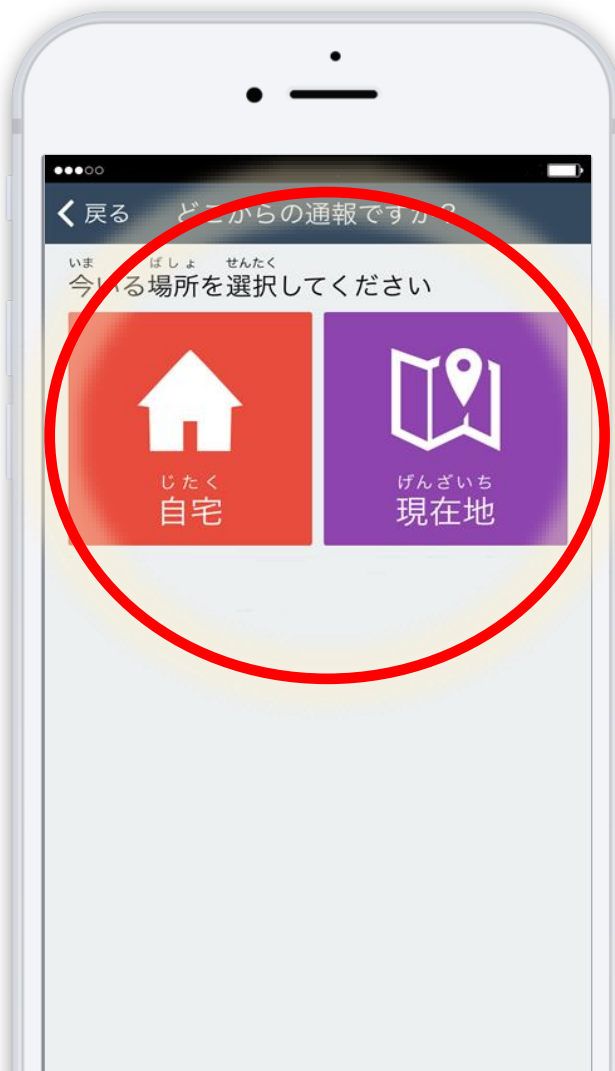 戻る どこからの通報ですか?
いま ばしょ せんたく
今いる場所を選択してください
じたく げんざいち
自宅 現在地